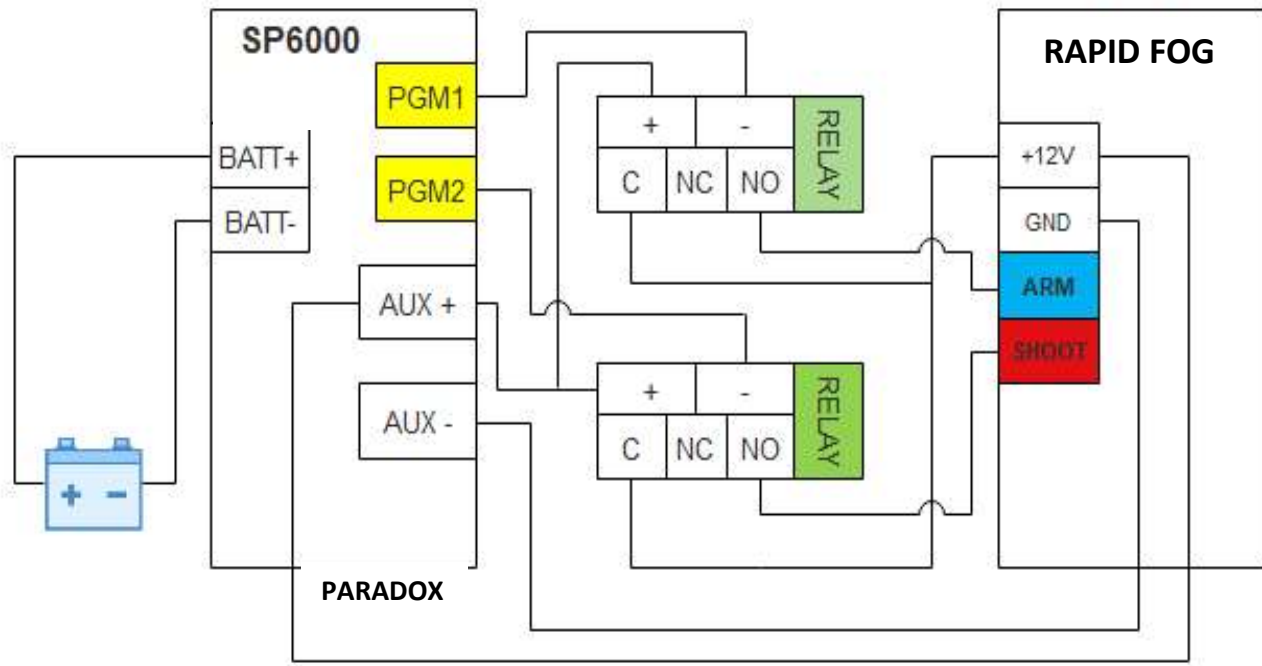 SP6000
PGM1
PGM2
BATT+
BATT-
AUX +
AUX -
+ -
PARADOX
+ -
C NC NO
RELAY
+ -
C NC NO
RELAY
RAPID FOG
+12V
GND
ARM
SHOOT